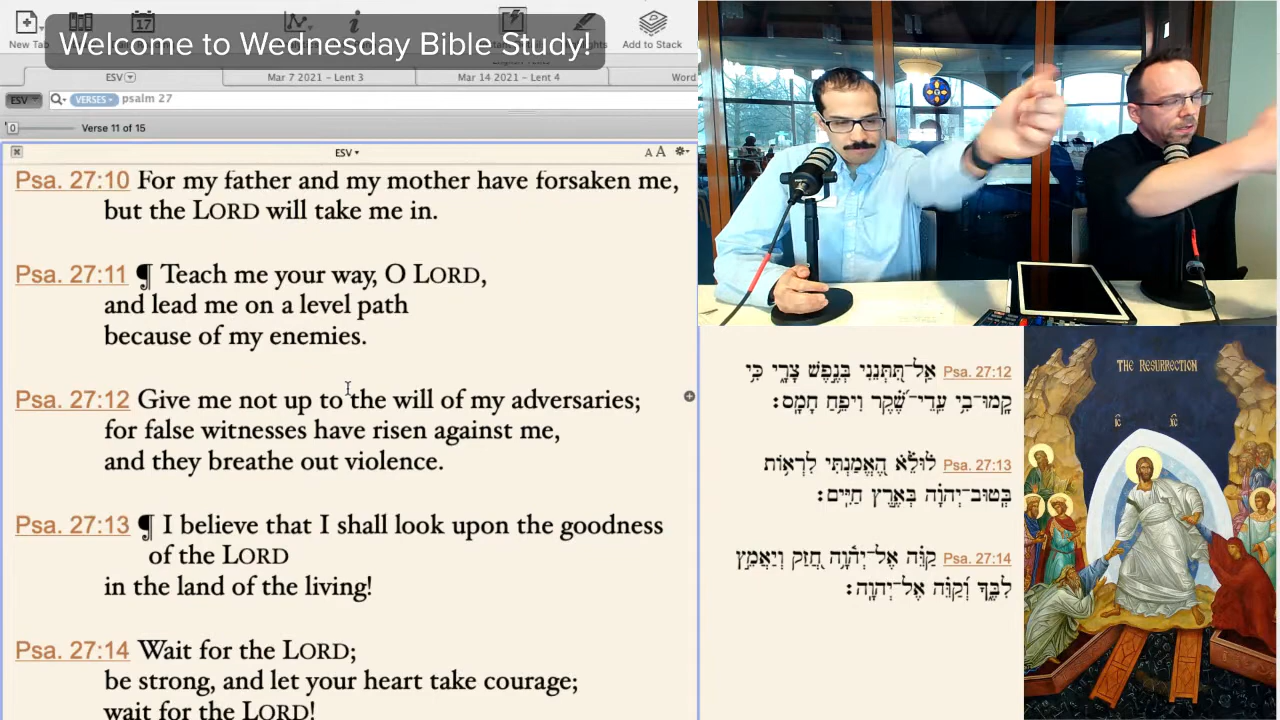 New Tab
17
i
Add to Stack
Welcome to Wednesday Bible Study!
ESV
Mar 7 2021 – Lent 3
Mar 14 2021 – Lent 4
Word
ESV
VERSES
psalm 27
0
Verse 11 of 15
ESV
A A
Psa. 27:10 For my father and my mother have forsaken me,
but the LORD will take me in.
Psa. 27:11 ¶ Teach me your way, O LORD,
and lead me on a level path
because of my enemies.
Psa. 27:12 Give me not up to the will of my adversaries;
for false witnesses have risen against me,
and they breathe out violence.
Psa. 27:13 ¶ I believe that I shall look upon the goodness
of the LORD
in the land of the living!
Psa. 27:14 Wait for the LORD;
be strong, and let your heart take courage;
wait for the LORD!
Psa. 27:12 אַֽל־תִּ֭תְּנֵנִי בְּנֶ֣פֶשׁ צָרָ֑י כִּ֥י
קָֽמוּ־בִ֥י עֵֽדֵי־שֶׁ֝֗קֶר וִיפֵ֥חַ חָמָֽס׃
Psa. 27:13 לׅׄוּלֵׅׄ֗אׅׄ הֶ֭אֱמַנְתִּי לִרְא֥וֹת
בְּֽטוּב־יְהוָ֗ה בְּאֶ֣רֶץ חַיִּֽים׃
Psa. 27:14 קַוֵּ֗ה אֶל־יְה֫וָ֥ה חֲ֭זַק וְיַאֲמֵ֣ץ
לִבֶּ֑ךָ וְ֝קַוֵּ֗ה אֶל־יְהוָֽה׃
THE RESURRECTION
IC XC